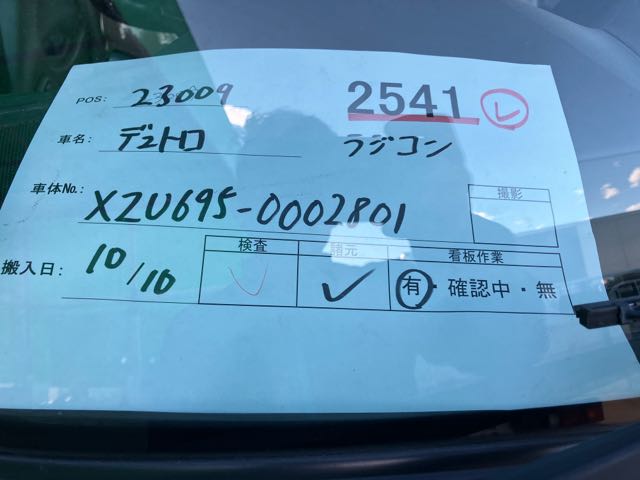 POS: 23009 2541 レ
車名: デュトロ ラジコン
車体No.: XZU695-0002801 撮影
搬入日: 10/10 検査 諸元 看板作業
有・確認中・無